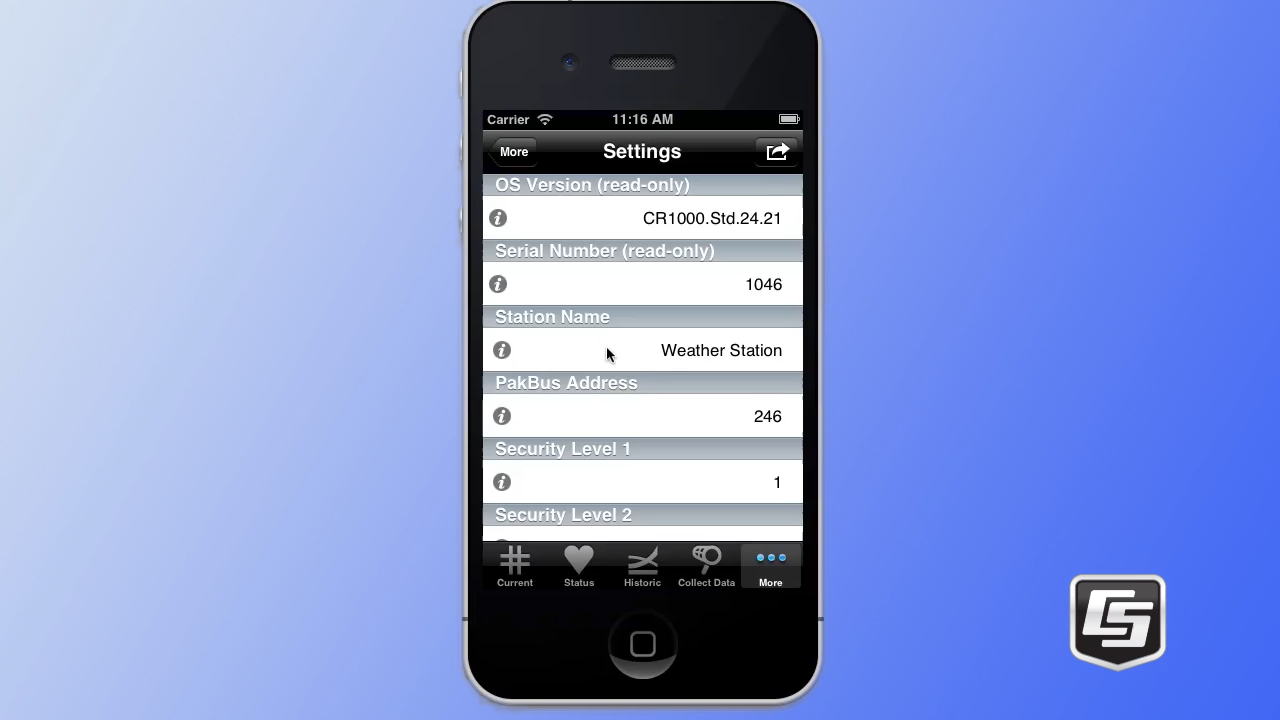 Carrier 11:16 AM
More Settings
OS Version (read-only)
CR1000.Std.24.21
Serial Number (read-only)
1046
Station Name
Weather Station
PakBus Address
246
Security Level 1
1
Security Level 2
Current Status Historic Collect Data More
CS